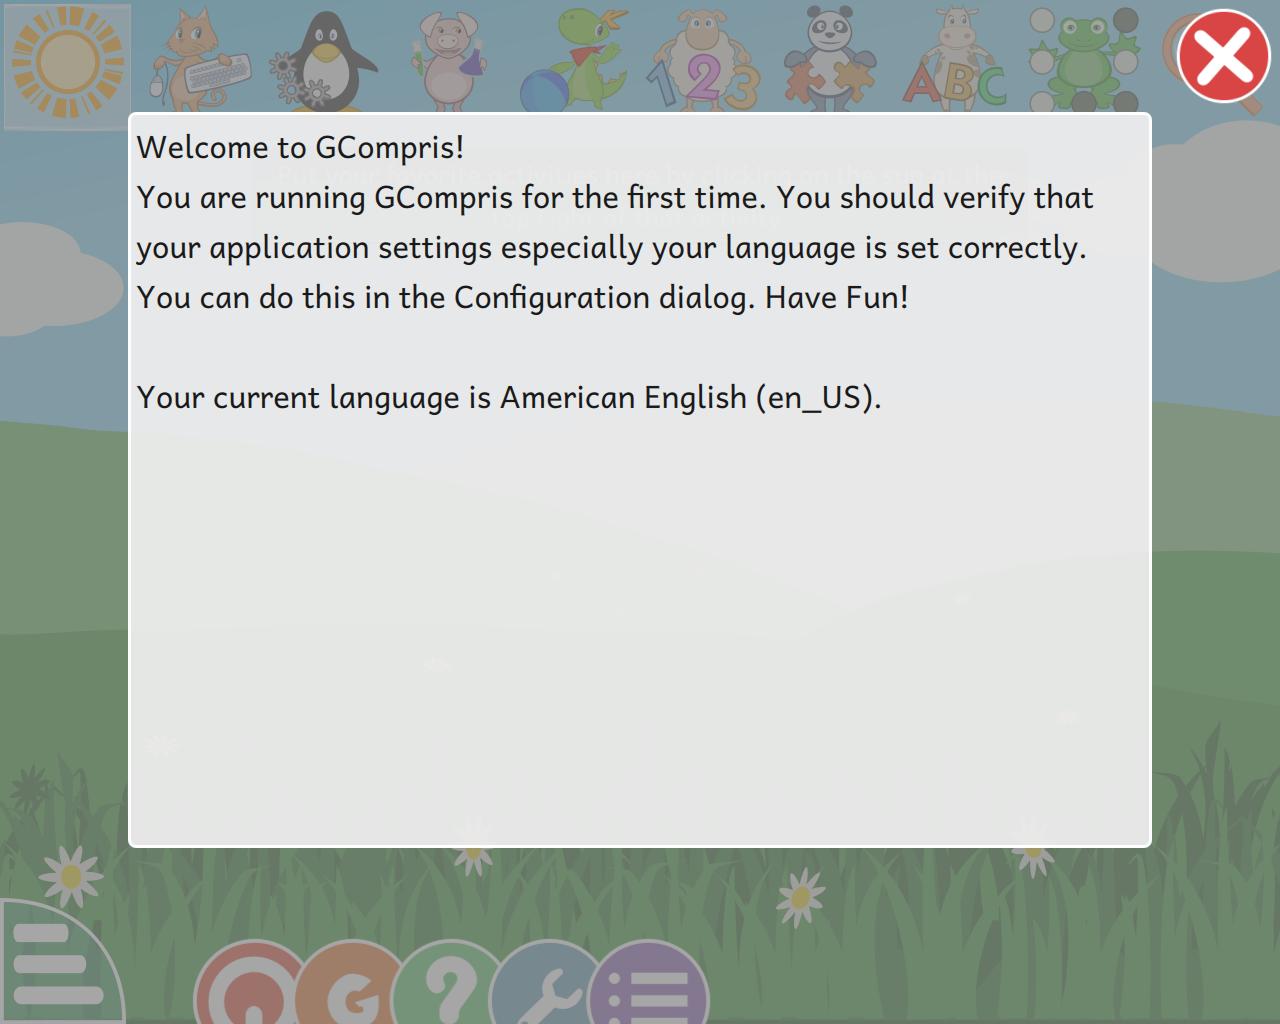 123
ABC
Welcome to GCompris!
You are running GCompris for the first time. You should verify that
your application settings especially your language is set correctly.
You can do this in the Configuration dialog. Have Fun!
Your current language is American English (en_US).
G
?